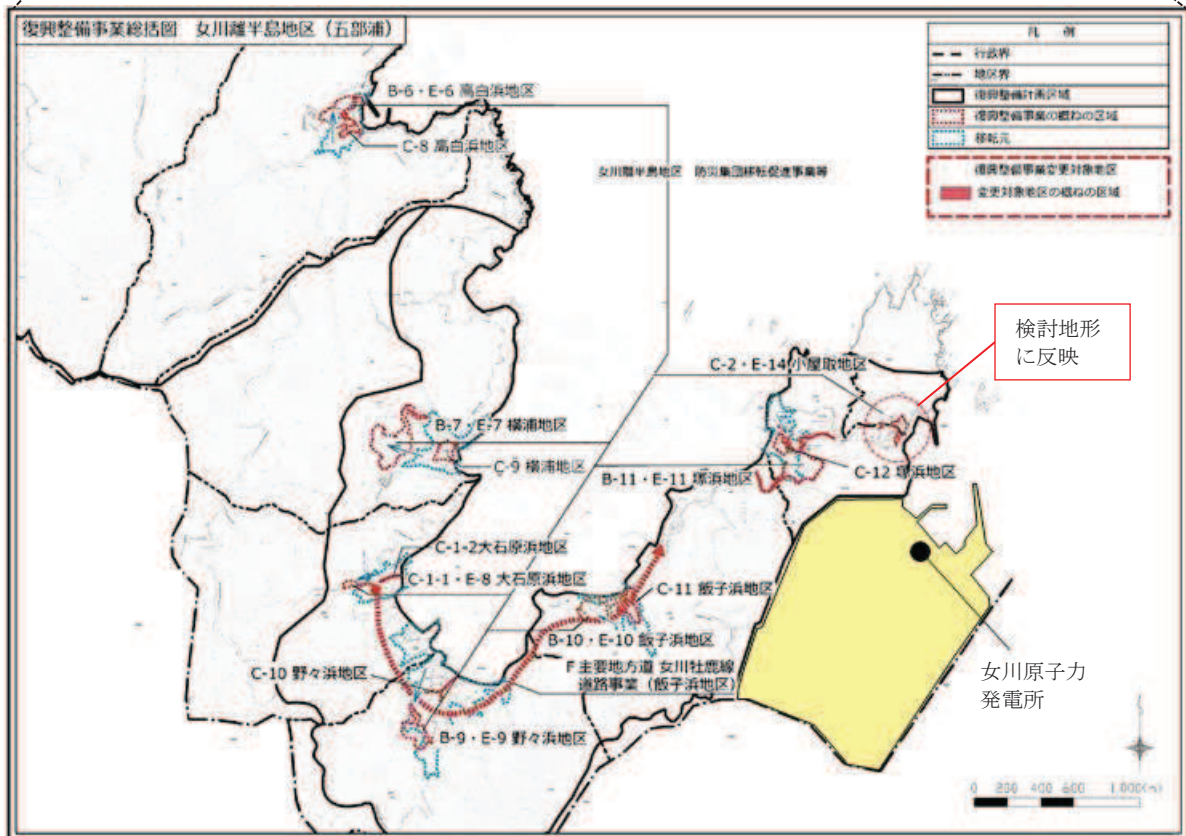 復興整備事業総括図 女川離半島地区(五部浦)
凡 例
行政界
地区界
復興整備計画区域
復興整備事業の概ねの区域
移転元
復興整備事業変更対象地区
変更対象地区の概ねの区域
B-6・E-6 高白浜地区
C-8 高白浜地区
女川離半島地区 防災集団移転促進事業等
検討地形
に反映
C-2・E-14 小屋取地区
B-7・E-7 横浦地区
C-9 横浦地区
C-12 塚浜地区
B-11・E-11 塚浜地区
C-1-2大石原浜地区
C-1-1・E-8 大石原浜地区
C-11 飯子浜地区
B-10・E-10 飯子浜地区
F 主要地方道 女川牡鹿線
道路事業(飯子浜地区)
C-10 野々浜地区
B-9・E-9 野々浜地区
女川原子力
発電所
0 200 400 600 1,000(m)